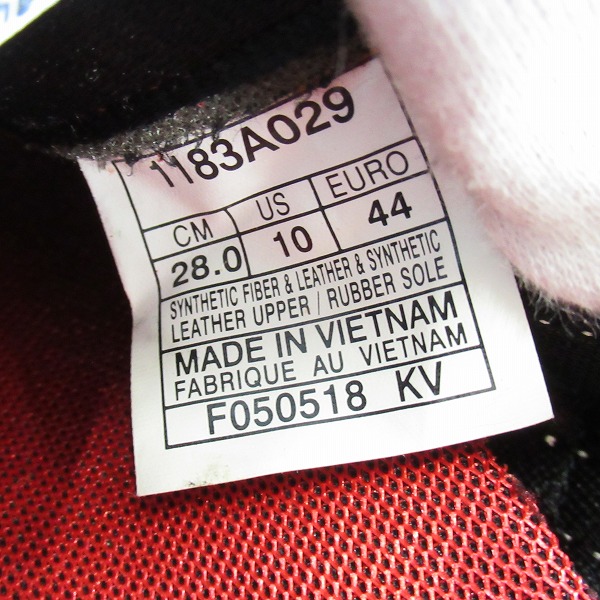 1183A029
CM US EURO
28.0 10 44
SYNTHETIC FIBER & LEATHER & SYNTHETIC
LEATHER UPPER / RUBBER SOLE
MADE IN VIETNAM
FABRIQUE AU VIETNAM
F050518 KV